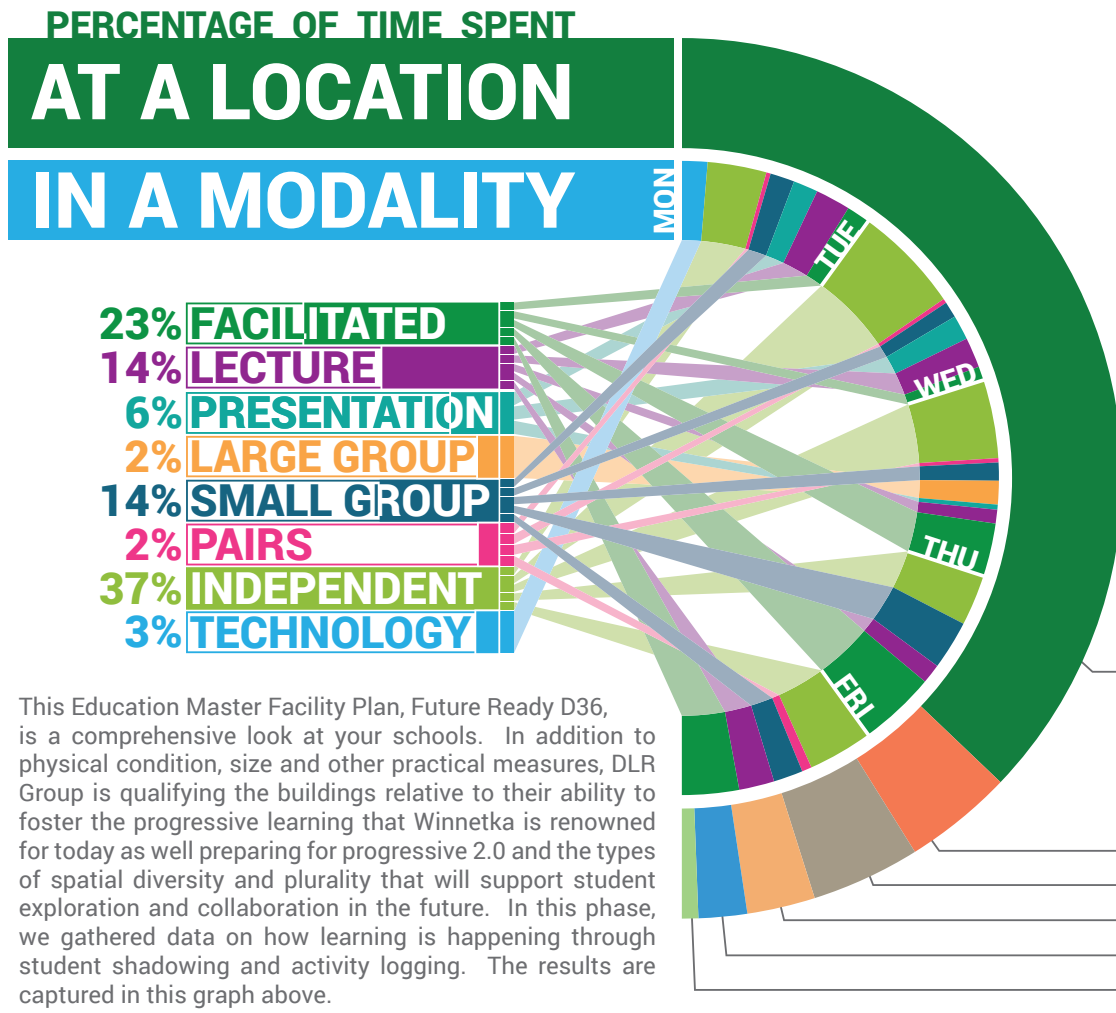 PERCENTAGE OF TIME SPENT
AT A LOCATION
IN A MODALITY
MON
TUE
WED
THU
FRI
23% FACILITATED
14% LECTURE
6% PRESENTATION
2% LARGE GROUP
14% SMALL GROUP
2% PAIRS
37% INDEPENDENT
3% TECHNOLOGY
This Education Master Facility Plan, Future Ready D36,
is a comprehensive look at your schools. In addition to
physical condition, size and other practical measures, DLR
Group is qualifying the buildings relative to their ability to
foster the progressive learning that Winnetka is renowned
for today as well preparing for progressive 2.0 and the types
of spatial diversity and plurality that will support student
exploration and collaboration in the future. In this phase,
we gathered data on how learning is happening through
student shadowing and activity logging. The results are
captured in this graph above.